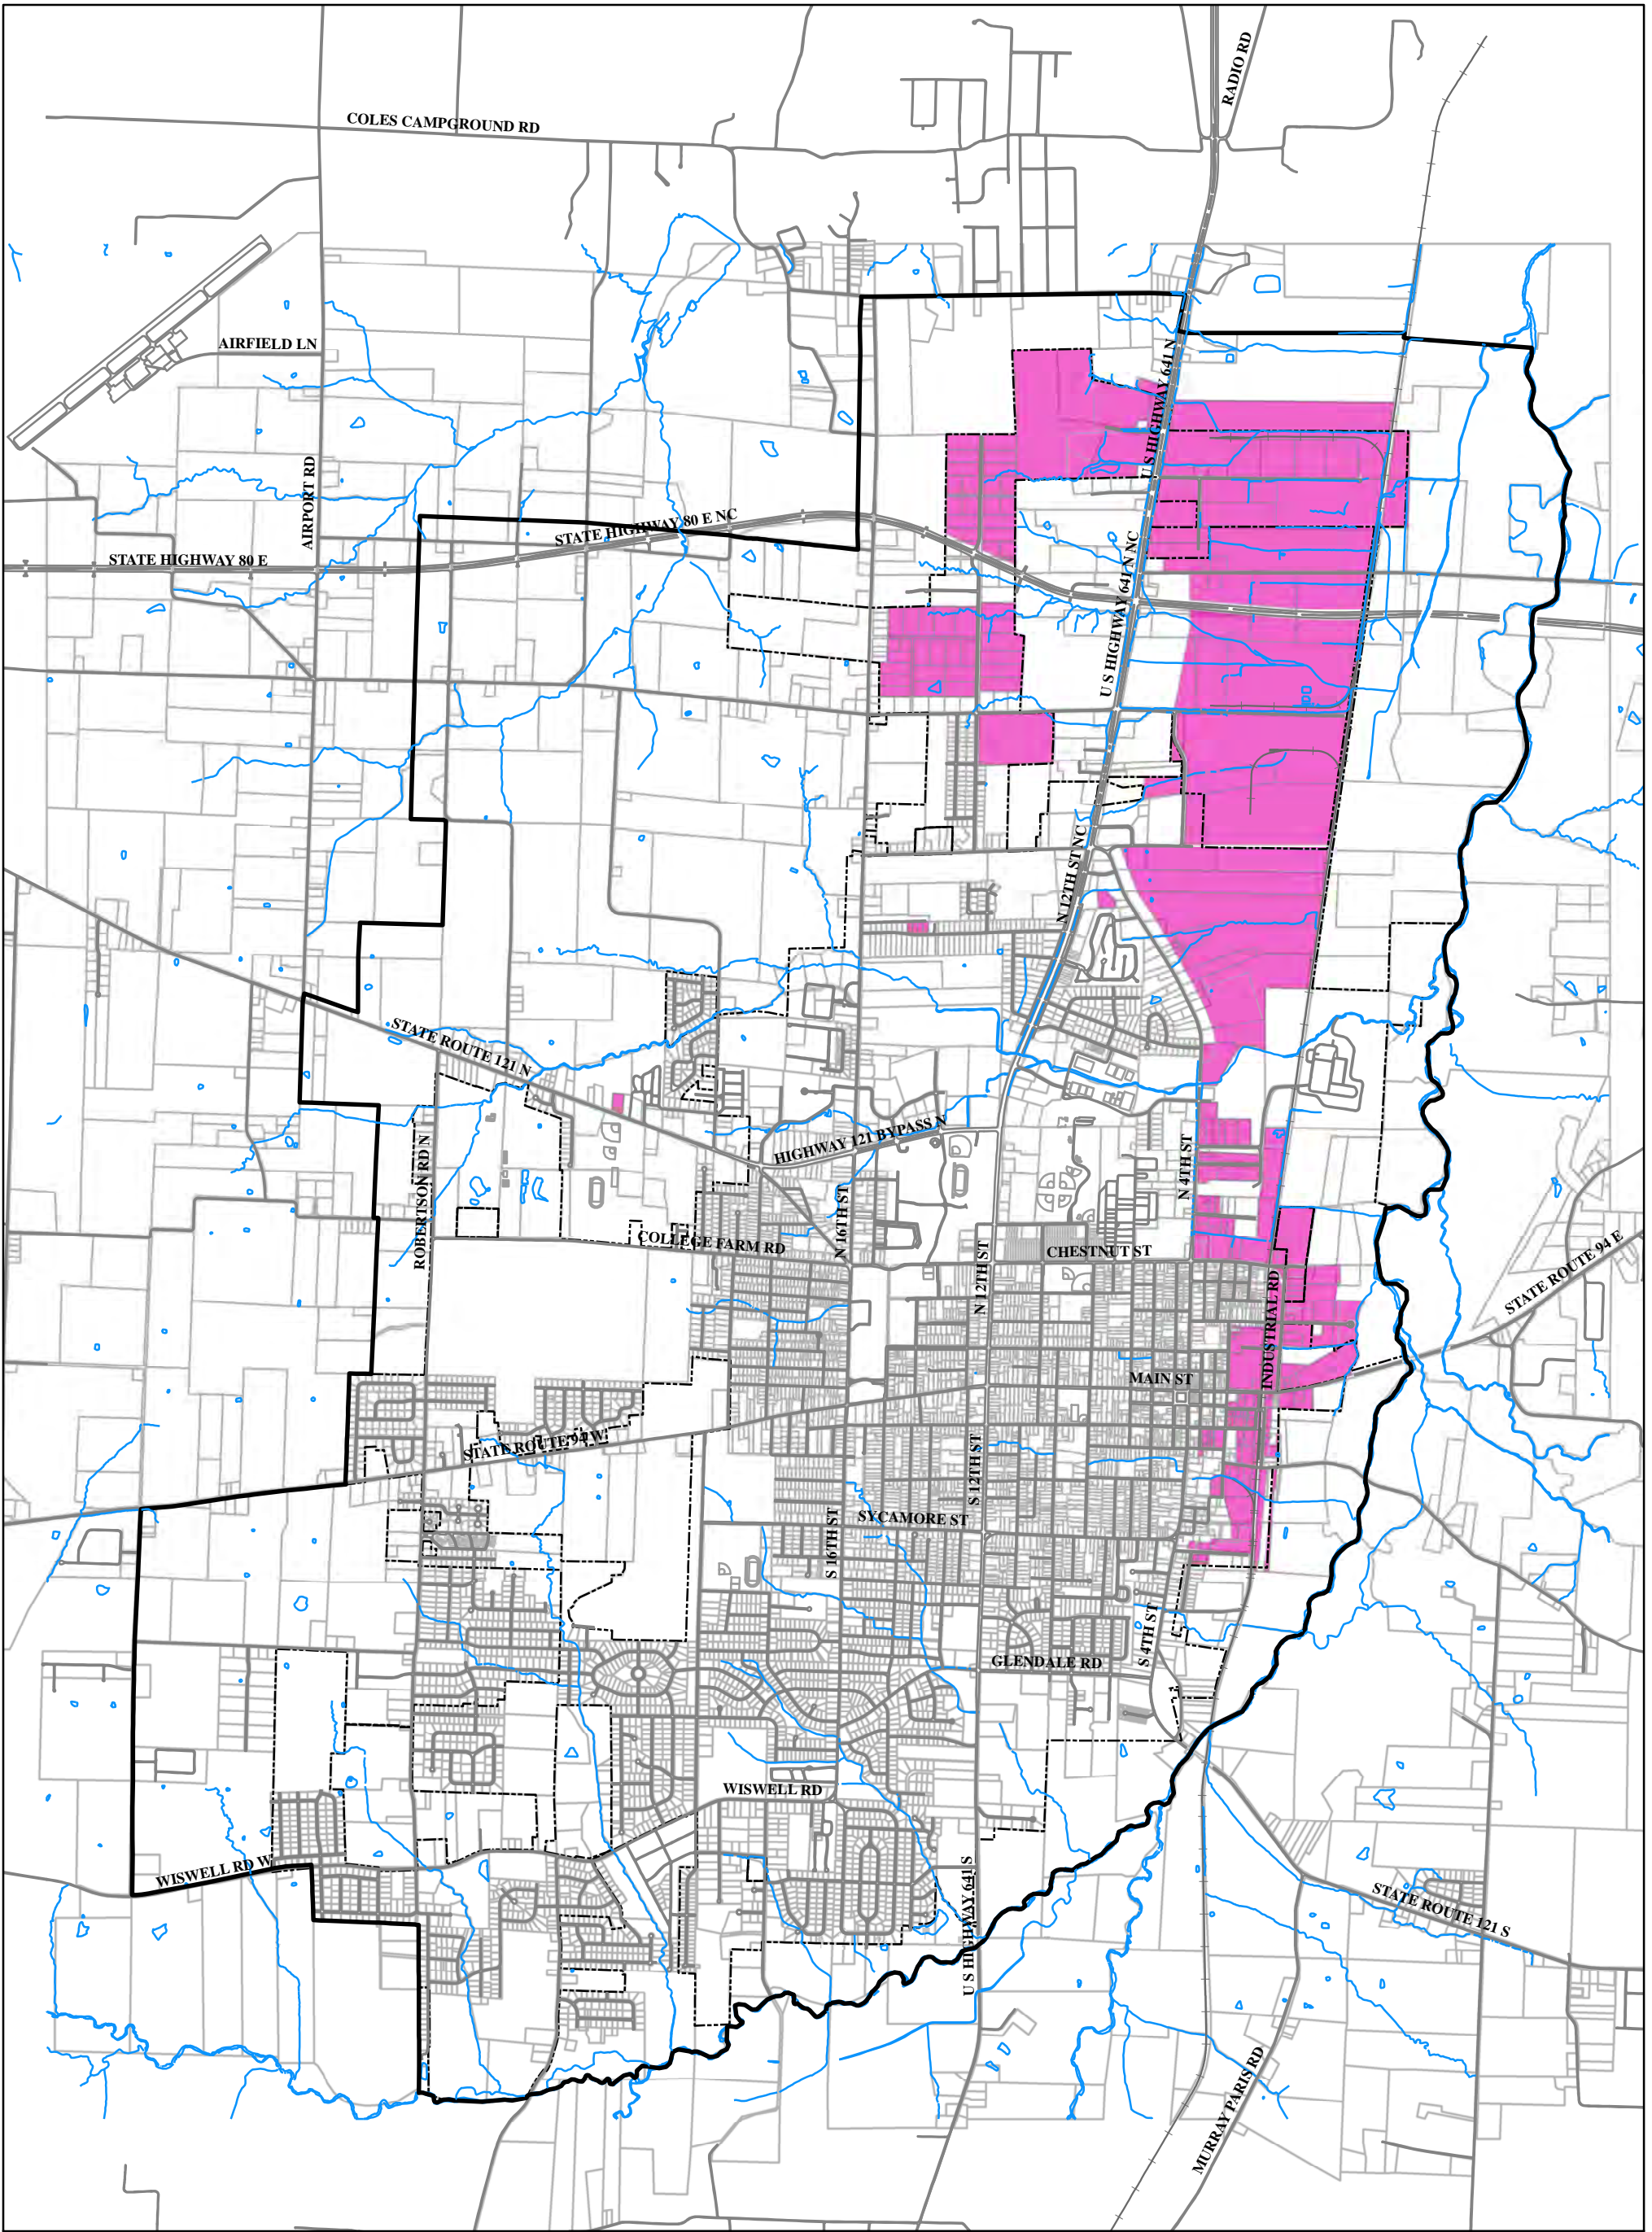 RADIO RD
COLES CAMPGROUND RD
AIRFIELD LN
U S HIGHWAY 641 N
AIRPORT RD
STATE HIGHWAY 80 E NC
STATE HIGHWAY 80 E
U S HIGHWAY 641 N NC
N 12TH ST NC
STATE ROUTE 121 N
HIGHWAY 121 BYPASS N
ROBERTSON RD N
N 4TH ST
N 16TH ST
COLLEGE FARM RD
CHESTNUT ST
N 12TH ST
STATE ROUTE 94 E
INDUSTRIAL RD
MAIN ST
STATE ROUTE 94 W
S 12TH ST
SYCAMORE ST
S 16TH ST
S 4TH ST
GLENDALE RD
WISWELL RD
WISWELL RD W
U S HIGHWAY 641 S
STATE ROUTE 121 S
MURRAY PARIS RD